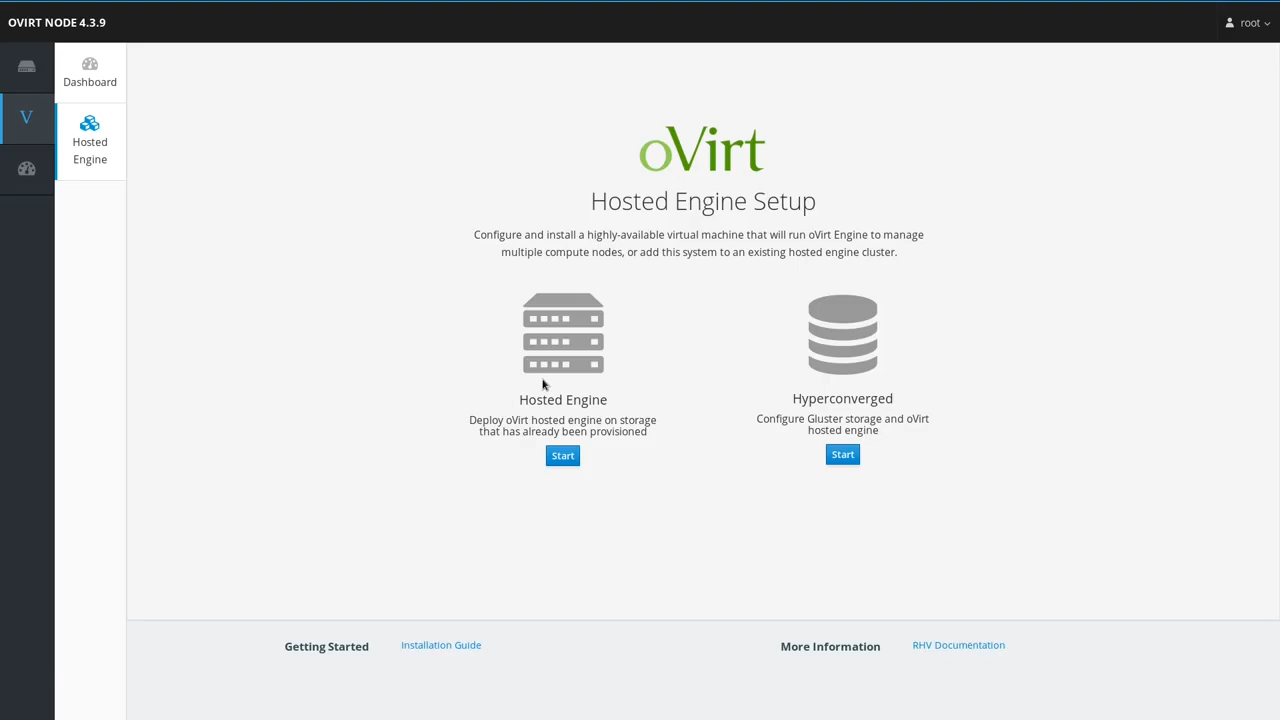 OVIRT NODE 4.3.9
root
V
Dashboard
Hosted
Engine
oVirt
Hosted Engine Setup
Configure and install a highly-available virtual machine that will run oVirt Engine to manage
multiple compute nodes, or add this system to an existing hosted engine cluster.
Hosted Engine
Deploy oVirt hosted engine on storage
that has already been provisioned
Start
Hyperconverged
Configure Gluster storage and oVirt
hosted engine
Start
Getting Started
Installation Guide
More Information
RHV Documentation